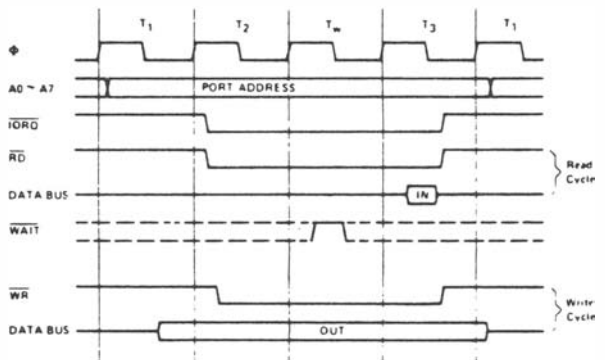 T1 T2 Tw T3 T1
Φ
A0 ~ A7 PORT ADDRESS
IORQ
RD
Read
Cycle
DATA BUS IN
WAIT
WR
Write
Cycle
DATA BUS OUT